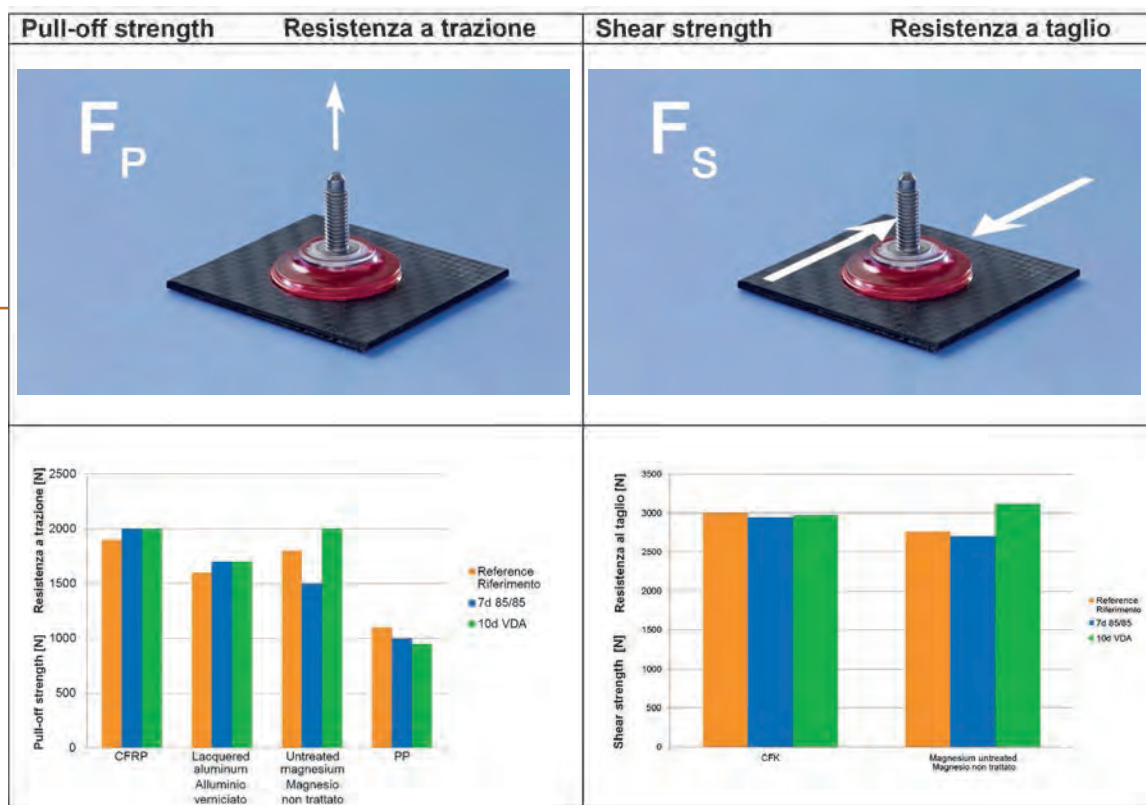 Pull-off strength Resistenza a trazione
Shear strength Resistenza a taglio
F_P
F_S
Pull-off strength [N] Resistenza a trazione [N]
2500
2000
1500
1000
500
0
CFRP
Lacquered
aluminum
Alluminio
verniciato
Untreated
magnesium
Magnesio
non trattato
PP
Reference
Riferimento
7d 85/85
10d VDA
Shear strength [N] Resistenza al taglio [N]
3500
3000
2500
2000
1500
1000
500
0
CFK
Magnesium untreated
Magnesio non trattato
Reference
Riferimento
7d 85/85
10d VDA